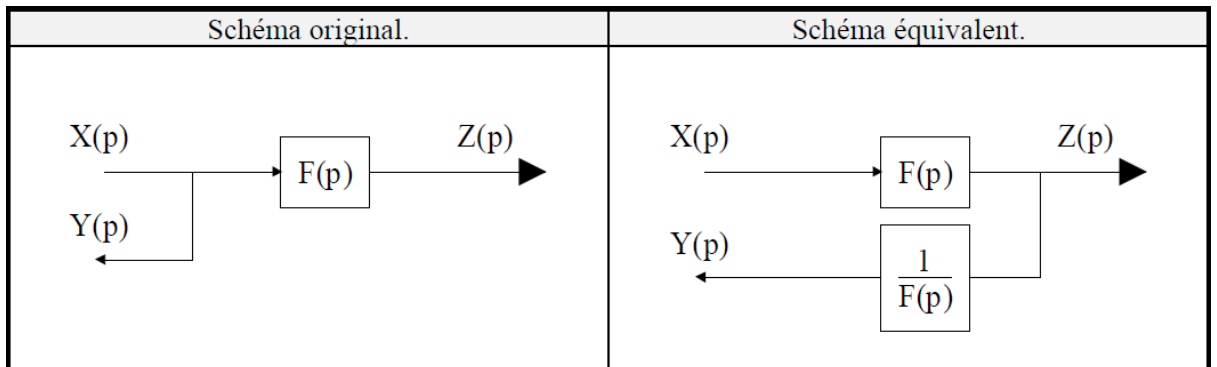 Schéma original.
Schéma équivalent.
X(p)
Z(p)
F(p)
Y(p)
X(p)
Z(p)
F(p)
Y(p)
1
F(p)